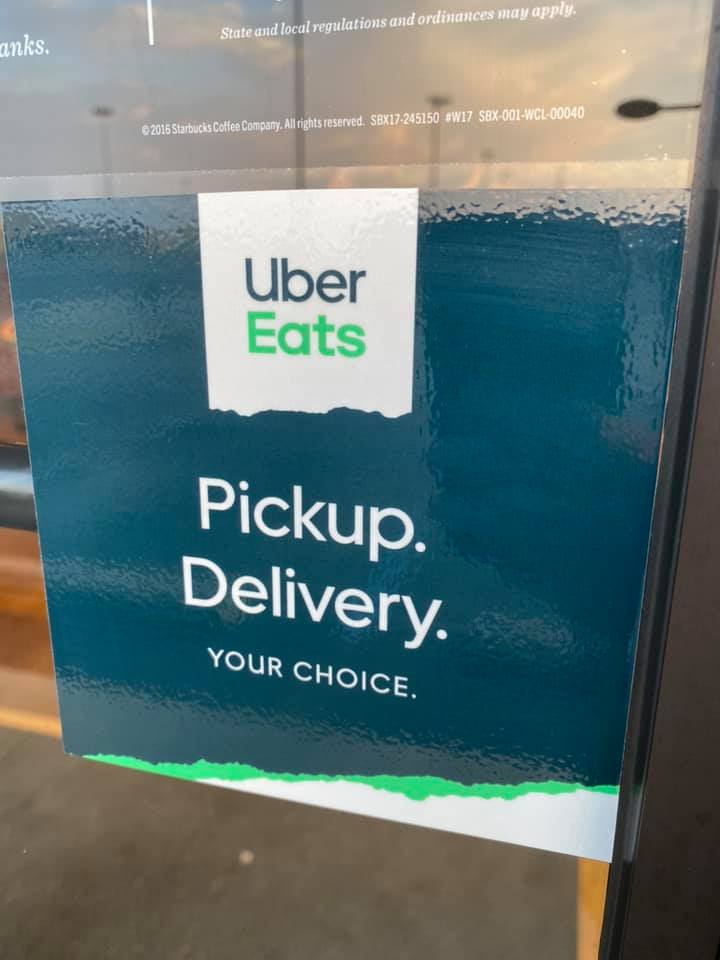 State and local regulations and ordinances may apply.
anks.
© 2016 Starbucks Coffee Company. All rights reserved. SBX17-245150 #W17 SBX-001-WCL-00040
Uber
Eats
Pickup.
Delivery.
YOUR CHOICE.